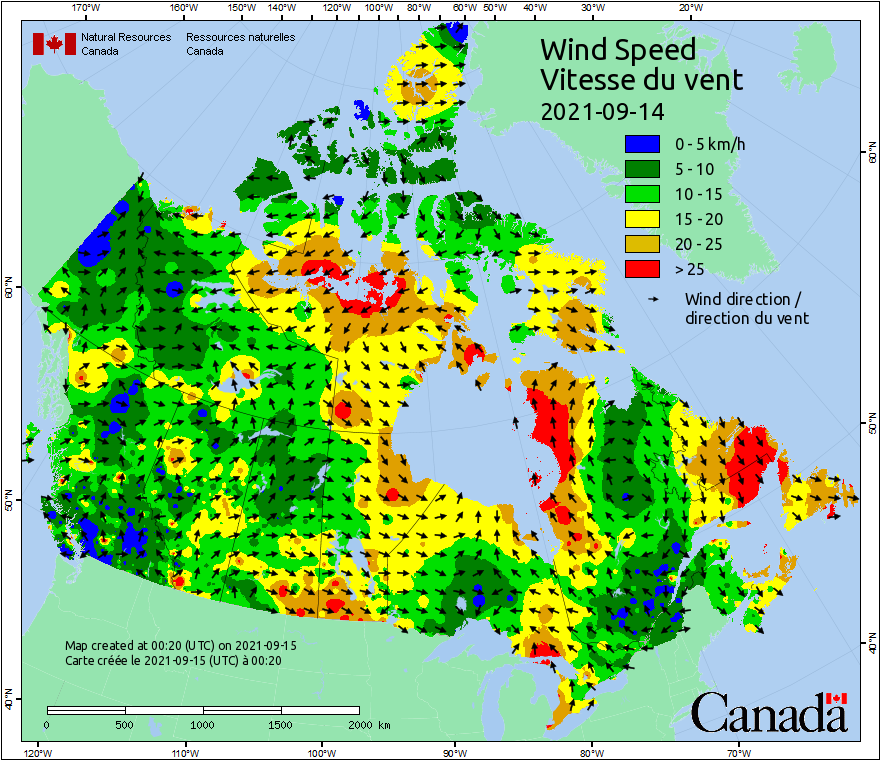 170°W 160°W 150°W 140°W 120°W 100°W 80°W 60°W 50°W 40°W 30°W 20°W
Natural Resources Ressources naturelles
Canada Canada
Wind Speed
Vitesse du vent
2021-09-14
0 - 5 km/h
5 - 10
10 - 15
15 - 20
20 - 25
> 25
Wind direction /
direction du vent
60°N 60°N
50°N 50°N
40°N 40°N
Map created at 00:20 (UTC) on 2021-09-15
Carte créée le 2021-09-15 (UTC) à 00:20
0 500 1000 1500 2000 km
Canada
120°W 110°W 100°W 90°W 80°W 70°W